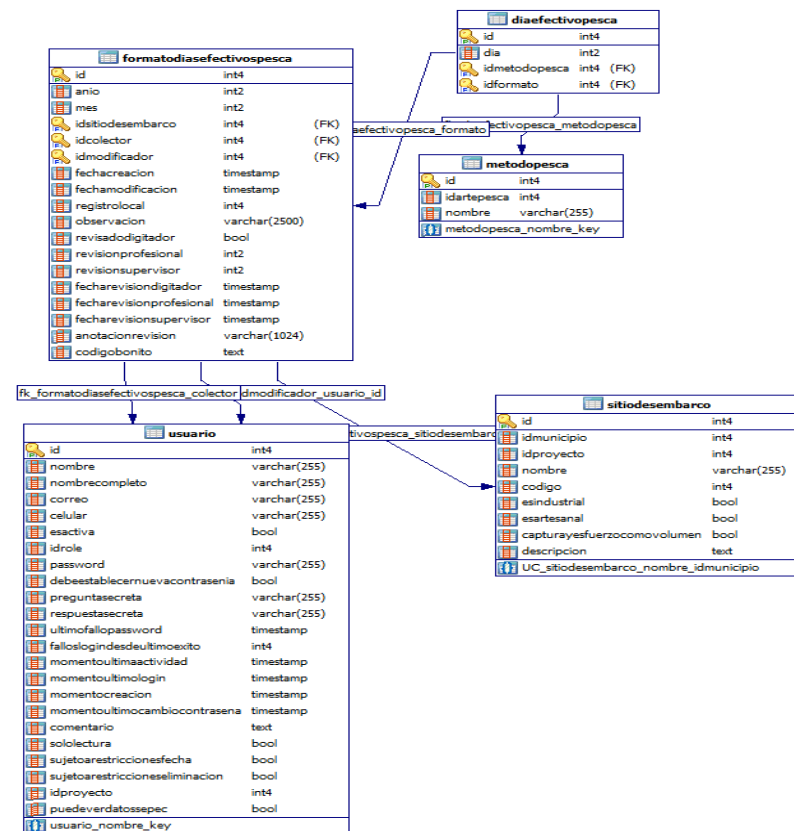 diaefectivopesca
id int4
dia int2
idmetodopesca int4 (FK)
idformato int4 (FK)
formatodiasefectivospesca
id int4
anio int2
mes int2
idsitiodesembarco int4 (FK)
idcolector int4 (FK)
idmodificador int4 (FK)
fechacreacion timestamp
fechamodificacion timestamp
registrolocal int4
observacion varchar(2500)
revisadodigitador bool
revisionprofesional int2
revisionsupervisor int2
fecharevisiondigitador timestamp
fecharevisionprofesional timestamp
fecharevisionsupervisor timestamp
anotacionrevision varchar(1024)
codigobonito text
aefectivopesca_formato
efectivopesca_metodopesca
metodopesca
id int4
idartepesca int4
nombre varchar(255)
metodopesca_nombre_key
fk_formatodiasefectivospesca_colector
dmodificador_usuario_id
tivospesca_sitiodesembarc
usuario
id int4
nombre varchar(255)
nombrecompleto varchar(255)
correo varchar(255)
celular varchar(255)
esactiva bool
idrole int4
password varchar(255)
debeestablecernuevacontrasenia bool
preguntasecreta varchar(255)
respuestasecreta varchar(255)
ultimofallopassword timestamp
falloslogindesdeultimoexito int4
momentoultimaactividad timestamp
momentoultimologin timestamp
momentocreacion timestamp
momentoultimocambiocontrasena timestamp
comentario text
sololectura bool
sujetoarestriccionesfecha bool
sujetoarestriccioneseliminacion bool
idproyecto int4
puedeverdatossepec bool
usuario_nombre_key
sitiodesembarco
id int4
idmunicipio int4
idproyecto int4
nombre varchar(255)
codigo int4
esindustrial bool
esartesanal bool
capturayesfuerzocomovolumen bool
descripcion text
UC_sitiodesembarco_nombre_idmunicipio